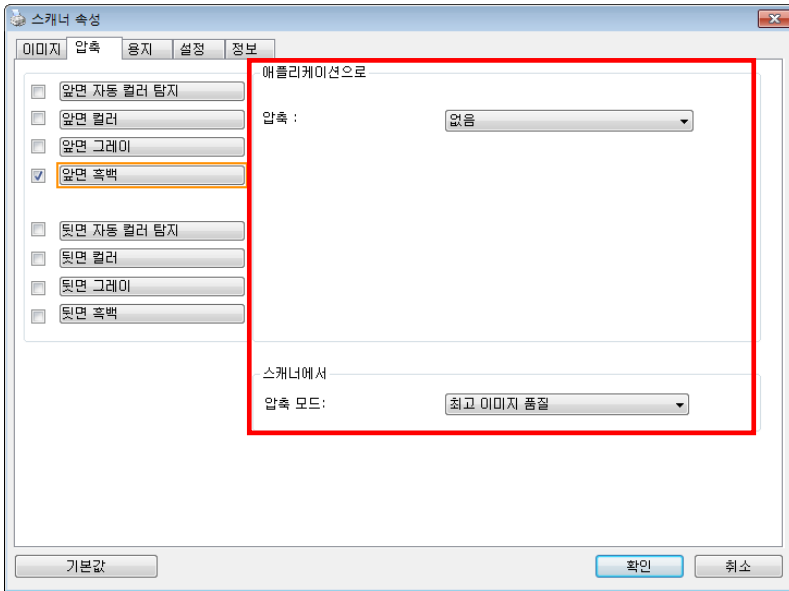 스캐너 속성
이미지 압축 용지 설정 정보
앞면 자동 컬러 탐지
앞면 컬러
앞면 그레이
앞면 흑백
뒷면 자동 컬러 탐지
뒷면 컬러
뒷면 그레이
뒷면 흑백
애플리케이션으로
압축 : 없음
스캐너에서
압축 모드: 최고 이미지 품질
기본값 확인 취소